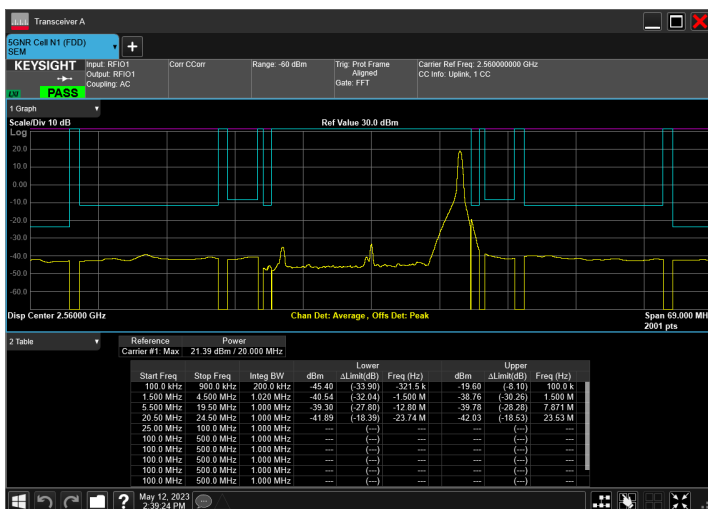 Transceiver A
5GNR Cell N1 (FDD)
SEM
KEYSIGHT
PASS
Input: RFIO1
Output: RFIO1
Coupling: AC
Corr CCorr
Range: -60 dBm
Trig: Prot Frame
Aligned
Gate: FFT
Carrier Ref Freq: 2.560000000 GHz
CC Info: Uplink, 1 CC
1 Graph
Scale/Div 10 dB
Ref Value 30.0 dBm
Log
20.0
10.0
0.00
-10.0
-20.0
-30.0
-40.0
-50.0
-60.0
Disp Center 2.56000 GHz
Chan Det: Average , Offs Det: Peak
Span 69.000 MH
2001 pts
2 Table
Reference Power
Carrier #1: Max 21.39 dBm / 20.000 MHz
Lower Upper
Start Freq Stop Freq Integ BW dBm ΔLimit(dB) Freq (Hz) dBm ΔLimit(dB) Freq (Hz)
100.0 kHz 900.0 kHz 200.0 kHz -45.40 (-33.90) -321.5 k -19.60 (-8.10) 100.0 k
1.500 MHz 4.500 MHz 1.020 MHz -40.54 (-32.04) -1.500 M -38.76 (-30.26) 1.500 M
5.500 MHz 19.50 MHz 1.000 MHz -39.30 (-27.80) -12.80 M -39.78 (-28.28) 7.871 M
20.50 MHz 24.50 MHz 1.000 MHz -41.89 (-18.39) -23.74 M -42.03 (-18.53) 23.53 M
25.00 MHz 100.0 MHz 1.000 MHz --- (---) --- --- (---) ---
100.0 MHz 500.0 MHz 1.000 MHz --- (---) --- --- (---) ---
100.0 MHz 500.0 MHz 1.000 MHz --- (---) --- --- (---) ---
100.0 MHz 500.0 MHz 1.000 MHz --- (---) --- --- (---) ---
100.0 MHz 500.0 MHz 1.000 MHz --- (---) --- --- (---) ---
100.0 MHz 500.0 MHz 1.000 MHz --- (---) --- --- (---) ---
May 12, 2023
2:39:24 PM